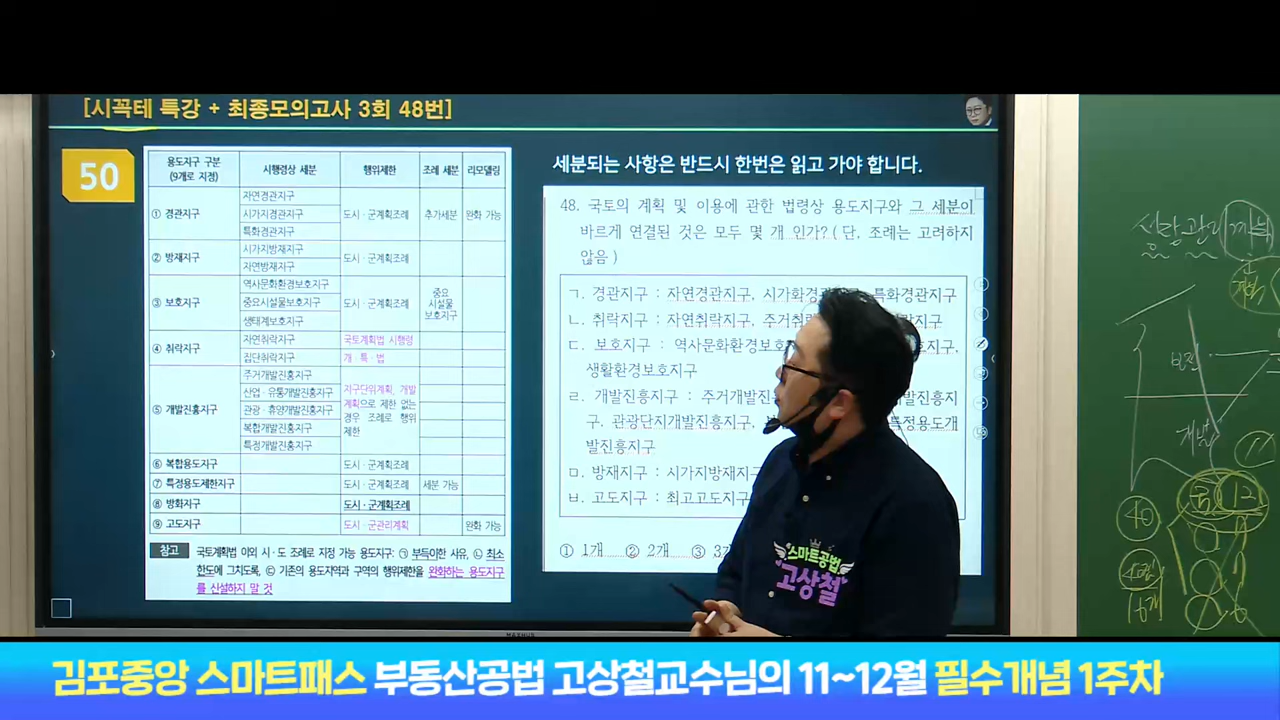 [시꼭테 특강 + 최종모의고사 3회 48번]
50
세분되는 사항은 반드시 한번은 읽고 가야 합니다.
용도지구 구분
(9개로 지정)
시행령상 세분
행위제한
조례 세분
리모델링
① 경관지구
자연경관지구
시가지경관지구
특화경관지구
도시·군계획조례
추가세분
완화 가능
② 방재지구
시가지방재지구
자연방재지구
도시·군계획조례
③ 보호지구
역사문화환경보호지구
중요시설물보호지구
생태계보호지구
도시·군계획조례
중요
시설물
보호지구
④ 취락지구
자연취락지구
집단취락지구
국토계획법 시행령
개·특·법
⑤ 개발진흥지구
주거개발진흥지구
산업·유통개발진흥지구
관광·휴양개발진흥지구
복합개발진흥지구
특정개발진흥지구
지구단위계획, 개발
계획으로 제한 없는
경우 조례로 행위
제한
⑥ 복합용도지구
도시·군계획조례
⑦ 특정용도제한지구
도시·군계획조례
세분 가능
⑧ 방화지구
도시·군계획조례
⑨ 고도지구
도시·군관리계획
완화 가능
참고
국토계획법 이외 시·도 조례로 지정 가능 용도지구: ㉠ 부득이한 사유, ㉡ 최소
한도에 그치도록, ㉢ 기존의 용도지역과 구역의 행위제한을 완화하는 용도지구
를 신설하지 말 것
48. 국토의 계획 및 이용에 관한 법령상 용도지구와 그 세분이
바르게 연결된 것은 모두 몇 개 인가? (단, 조례는 고려하지
않음)
ㄱ. 경관지구 : 자연경관지구, 시가화경관 특화경관지구
ㄴ. 취락지구 : 자연취락지구, 주거취 락지구
ㄷ. 보호지구 : 역사문화환경보호 호지구,
생활환경보호지구
ㄹ. 개발진흥지구 : 주거개발진 발진흥지
구, 관광단지개발진흥지구, 특정용도개
발진흥지구
ㅁ. 방재지구 : 시가지방재지구
ㅂ. 고도지구 : 최고고도지구
① 1개 ② 2개 ③ 3
스마트공법
고상철
40
12
김포중앙 스마트패스 부동산공법 고상철교수님의 11~12월 필수개념 1주차